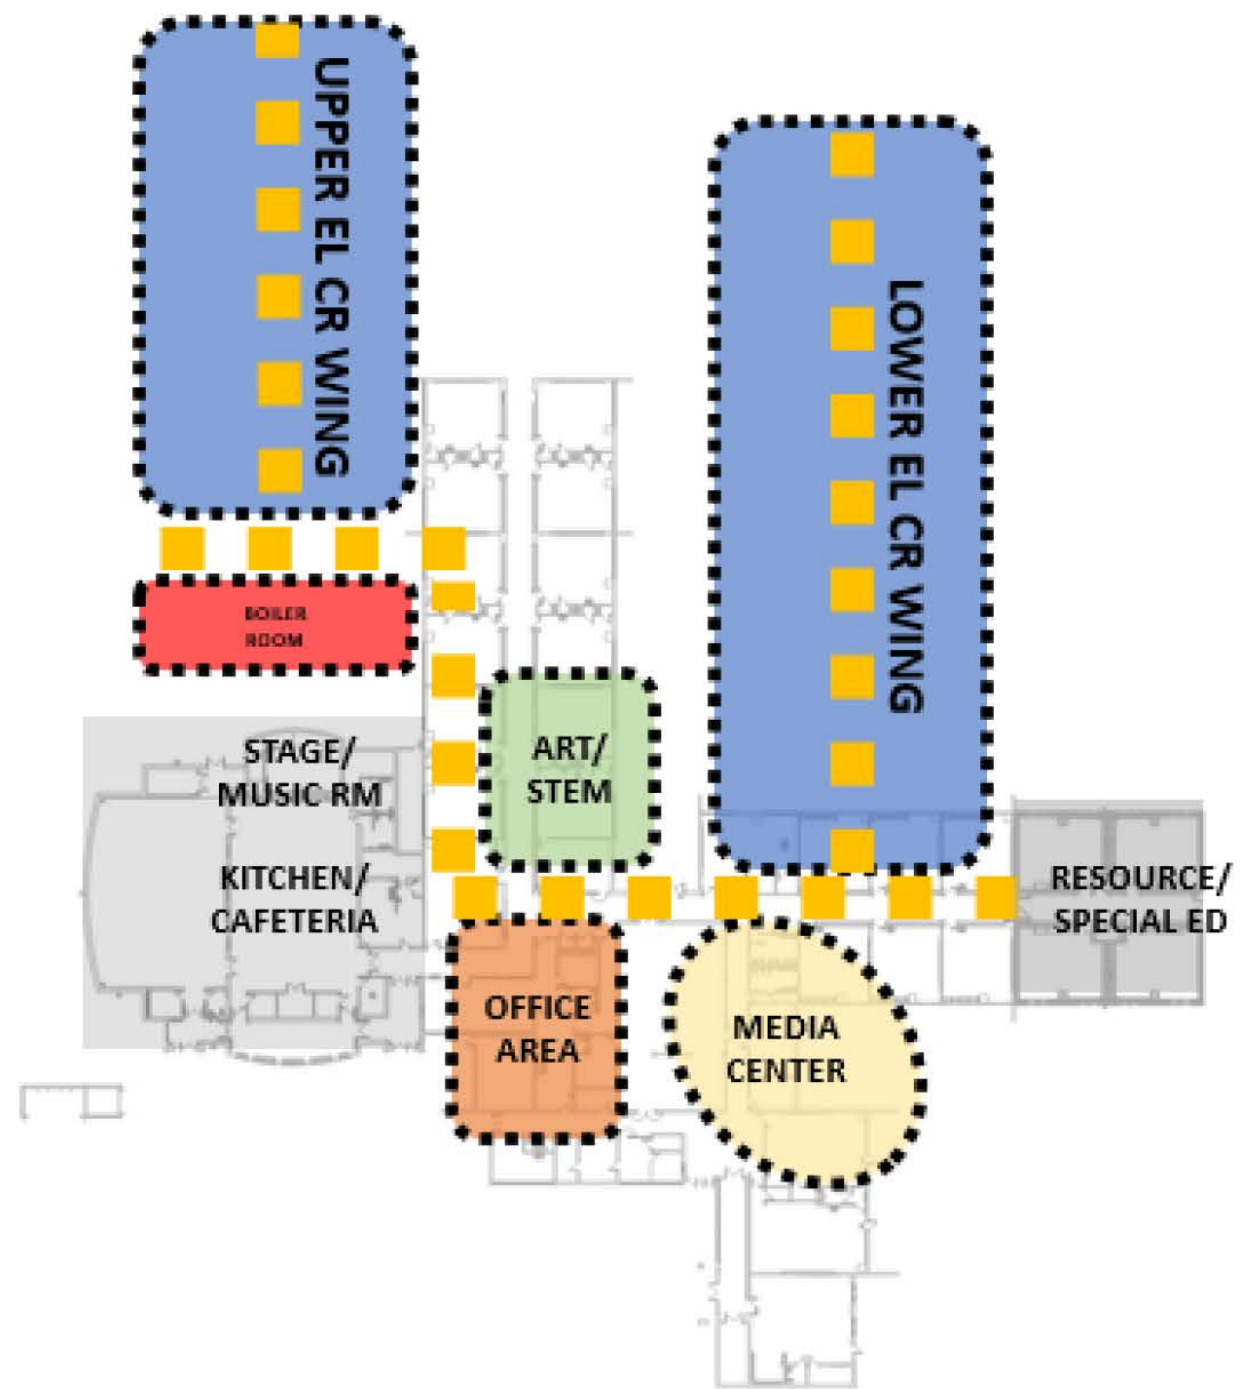 UPPER EL CR WING
LOWER EL CR WING
BOILER
ROOM
STAGE/
MUSIC RM
ART/
STEM
KITCHEN/
CAFETERIA
RESOURCE/
SPECIAL ED
OFFICE
AREA
MEDIA
CENTER